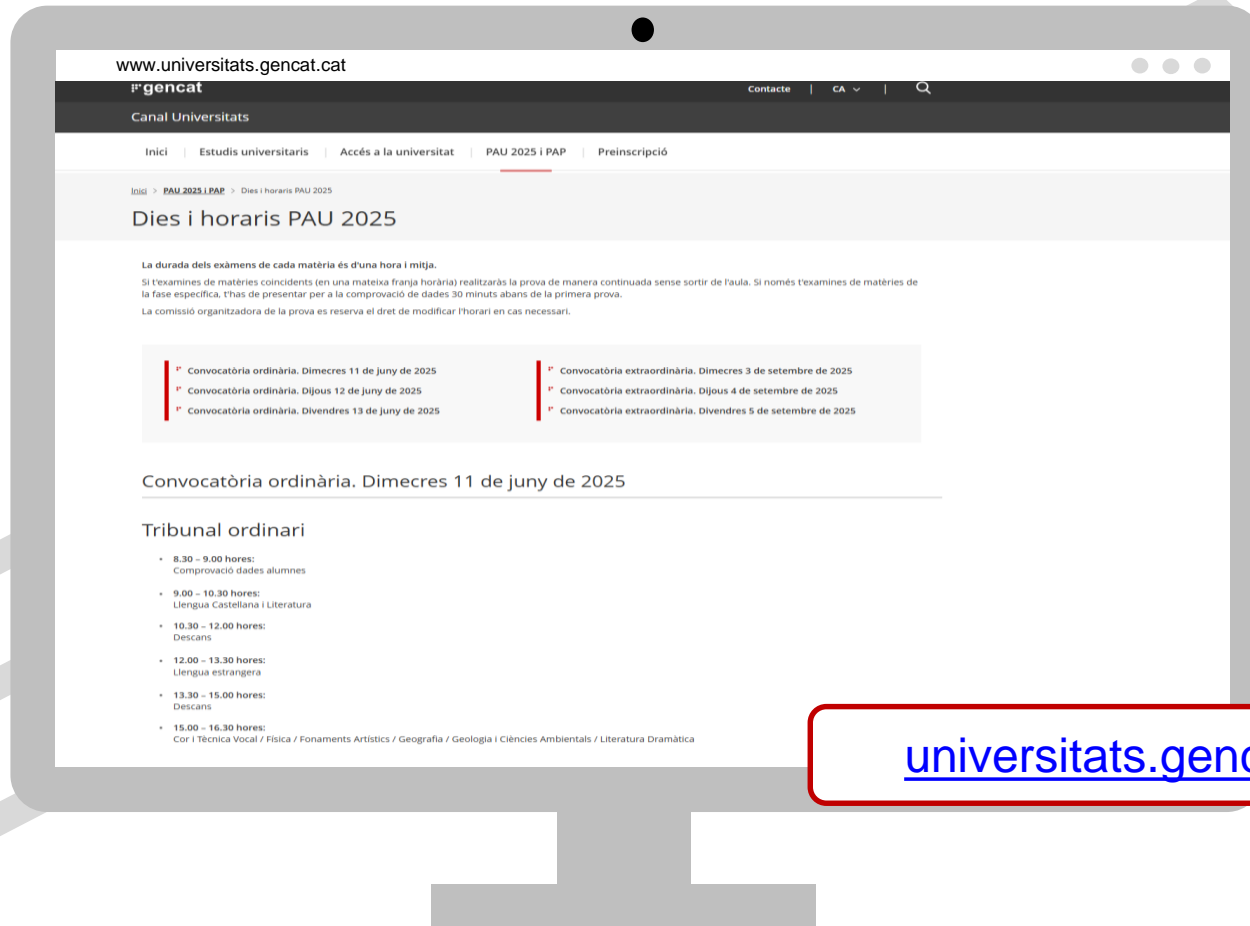 www.universitats.gencat.cat
gencat
Contacte | CA | 
Canal Universitats
Inici | Estudis universitaris | Accés a la universitat | PAU 2025 i PAP | Preinscripció
Inici > PAU 2025 i PAP > Dies i horaris PAU 2025
Dies i horaris PAU 2025
La durada dels exàmens de cada matèria és d'una hora i mitja.
Si t'examines de matèries coincidents (en una mateixa franja horària) realitzaràs la prova de manera continuada sense sortir de l'aula. Si només t'examines de matèries de
la fase específica, t'has de presentar per a la comprovació de dades 30 minuts abans de la primera prova.
La comissió organitzadora de la prova es reserva el dret de modificar l'horari en cas necessari.
Convocatòria ordinària. Dimecres 11 de juny de 2025
Convocatòria ordinària. Dijous 12 de juny de 2025
Convocatòria ordinària. Divendres 13 de juny de 2025
Convocatòria extraordinària. Dimecres 3 de setembre de 2025
Convocatòria extraordinària. Dijous 4 de setembre de 2025
Convocatòria extraordinària. Divendres 5 de setembre de 2025
Convocatòria ordinària. Dimecres 11 de juny de 2025
Tribunal ordinari
• 8.30 – 9.00 hores:
Comprovació dades alumnes
• 9.00 – 10.30 hores:
Llengua Castellana i Literatura
• 10.30 – 12.00 hores:
Descans
• 12.00 – 13.30 hores:
Llengua estrangera
• 13.30 – 15.00 hores:
Descans
• 15.00 – 16.30 hores:
Cor i Tècnica Vocal / Física / Fonaments Artístics / Geografia / Geologia i Ciències Ambientals / Literatura Dramàtica
universitats.genc